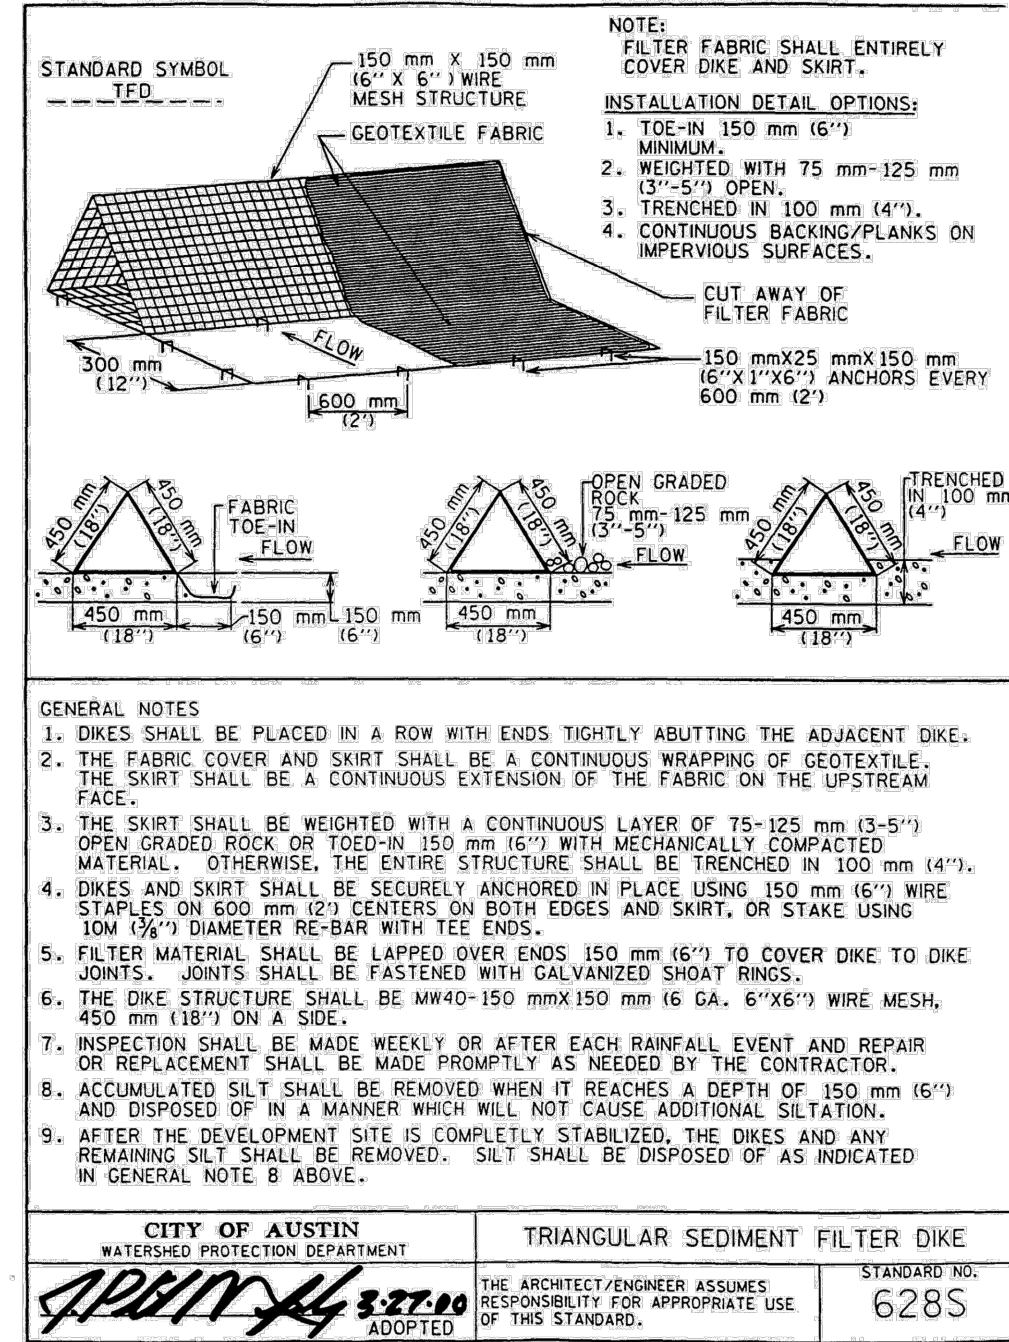 STANDARD SYMBOL
TFD
150 mm X 150 mm
(6'' X 6'') WIRE
MESH STRUCTURE
GEOTEXTILE FABRIC
NOTE:
FILTER FABRIC SHALL ENTIRELY
COVER DIKE AND SKIRT.
INSTALLATION DETAIL OPTIONS:
1. TOE-IN 150 mm (6'')
MINIMUM.
2. WEIGHTED WITH 75 mm-125 mm
(3''-5'') OPEN.
3. TRENCHED IN 100 mm (4'').
4. CONTINUOUS BACKING/PLANKS ON
IMPERVIOUS SURFACES.
CUT AWAY OF
FILTER FABRIC
FLOW
300 mm
(12'')
600 mm
(2')
150 mmX25 mmX150 mm
(6''X1''X6'') ANCHORS EVERY
600 mm (2')
450 mm
(18'')
450 mm
(18'')
FABRIC
TOE-IN
FLOW
450 mm
(18'')
150 mm
(6'')
150 mm
(6'')
450 mm
(18'')
450 mm
(18'')
OPEN GRADED
ROCK
75 mm-125 mm
(3''-5'')
FLOW
450 mm
(18'')
450 mm
(18'')
450 mm
(18'')
TRENCHED
IN 100 mm
(4'')
FLOW
450 mm
(18'')
GENERAL NOTES
1. DIKES SHALL BE PLACED IN A ROW WITH ENDS TIGHTLY ABUTTING THE ADJACENT DIKE.
2. THE FABRIC COVER AND SKIRT SHALL BE A CONTINUOUS WRAPPING OF GEOTEXTILE.
THE SKIRT SHALL BE A CONTINUOUS EXTENSION OF THE FABRIC ON THE UPSTREAM
FACE.
3. THE SKIRT SHALL BE WEIGHTED WITH A CONTINUOUS LAYER OF 75-125 mm (3-5'')
OPEN GRADED ROCK OR TOED-IN 150 mm (6'') WITH MECHANICALLY COMPACTED
MATERIAL. OTHERWISE, THE ENTIRE STRUCTURE SHALL BE TRENCHED IN 100 mm (4'').
4. DIKES AND SKIRT SHALL BE SECURELY ANCHORED IN PLACE USING 150 mm (6'') WIRE
STAPLES ON 600 mm (2') CENTERS ON BOTH EDGES AND SKIRT, OR STAKE USING
10M (3/8'') DIAMETER RE-BAR WITH TEE ENDS.
5. FILTER MATERIAL SHALL BE LAPPED OVER ENDS 150 mm (6'') TO COVER DIKE TO DIKE
JOINTS. JOINTS SHALL BE FASTENED WITH GALVANIZED SHOAT RINGS.
6. THE DIKE STRUCTURE SHALL BE MW40-150 mmX150 mm (6 GA. 6''X6'') WIRE MESH,
450 mm (18'') ON A SIDE.
7. INSPECTION SHALL BE MADE WEEKLY OR AFTER EACH RAINFALL EVENT AND REPAIR
OR REPLACEMENT SHALL BE MADE PROMPTLY AS NEEDED BY THE CONTRACTOR.
8. ACCUMULATED SILT SHALL BE REMOVED WHEN IT REACHES A DEPTH OF 150 mm (6'')
AND DISPOSED OF IN A MANNER WHICH WILL NOT CAUSE ADDITIONAL SILTATION.
9. AFTER THE DEVELOPMENT SITE IS COMPLETLY STABILIZED, THE DIKES AND ANY
REMAINING SILT SHALL BE REMOVED. SILT SHALL BE DISPOSED OF AS INDICATED
IN GENERAL NOTE 8 ABOVE.
CITY OF AUSTIN
WATERSHED PROTECTION DEPARTMENT
TRIANGULAR SEDIMENT FILTER DIKE
3-27-00
ADOPTED
THE ARCHITECT/ENGINEER ASSUMES
RESPONSIBILITY FOR APPROPRIATE USE
OF THIS STANDARD.
STANDARD NO.
628S